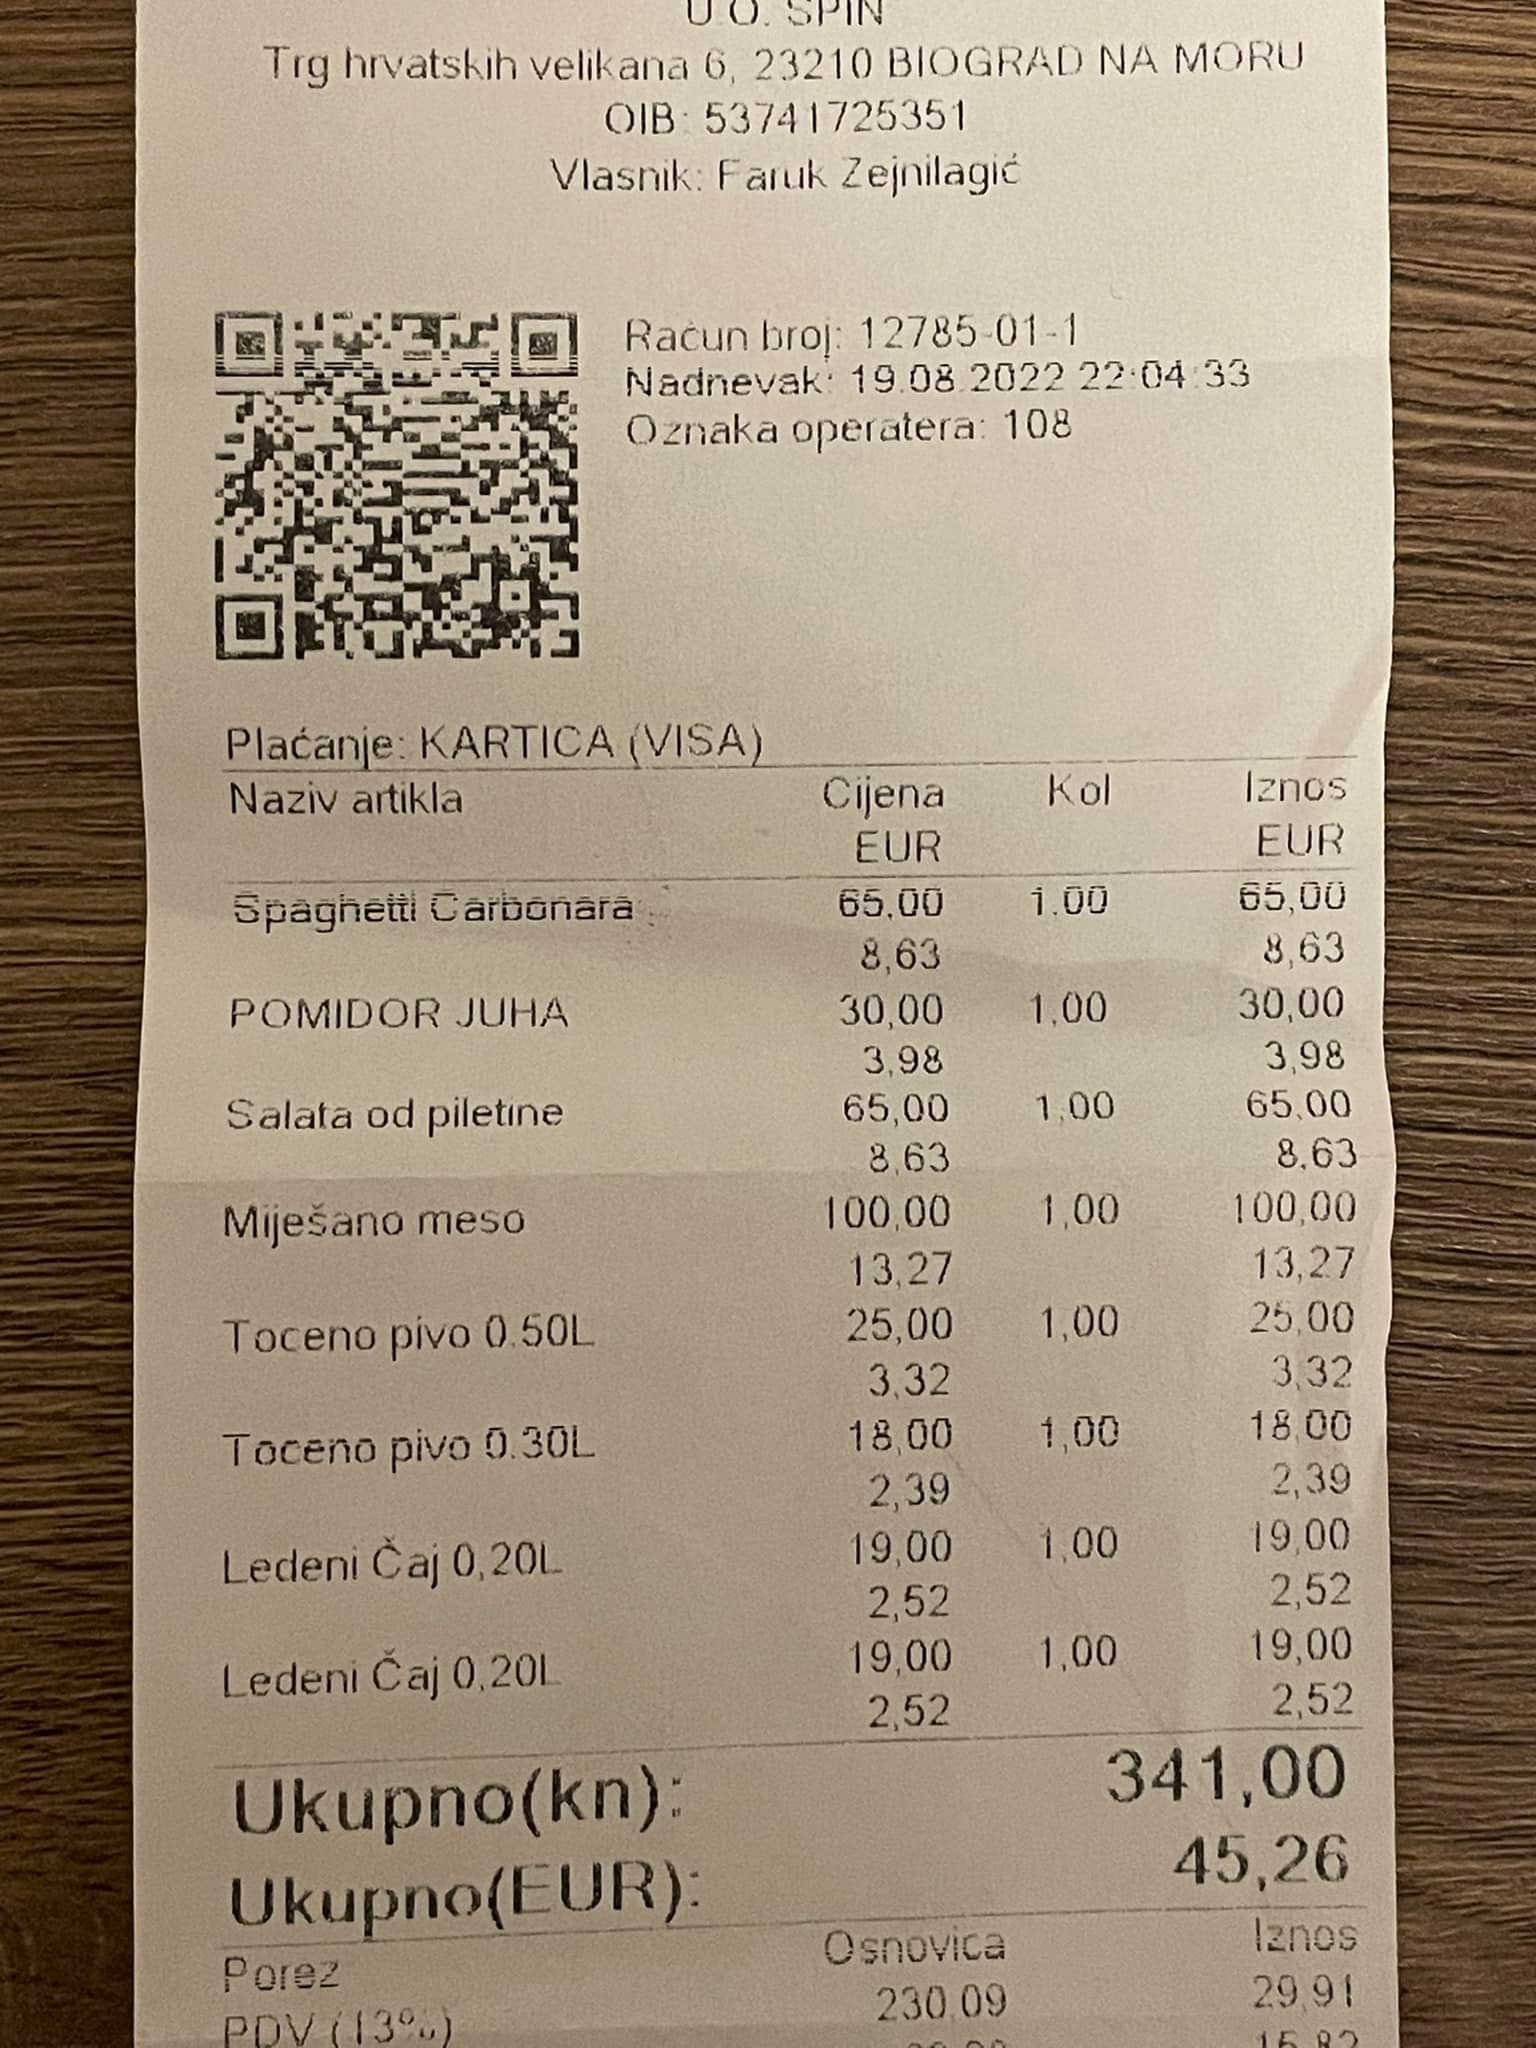 U.O. SPIN
Trg hrvatskih velikana 6, 23210 BIOGRAD NA MORU
OIB: 53741725351
Vlasnik: Faruk Zejnilagić
Račun broj: 12785-01-1
Nadnevak: 19.08.2022 22:04:33
Oznaka operatera: 108
Plaćanje: KARTICA (VISA)
Naziv artikla Cijena Kol Iznos
EUR EUR
Spaghetti Carbonara 65,00 1.00 65,00
8,63 8,63
POMIDOR JUHA 30,00 1,00 30,00
3,98 3,98
Salata od piletine 65,00 1,00 65,00
8,63 8,63
Miješano meso 100,00 1,00 100,00
13,27 13,27
Toceno pivo 0.50L 25,00 1,00 25,00
3,32 3,32
Toceno pivo 0.30L 18,00 1,00 18,00
2,39 2,39
Ledeni Čaj 0,20L 19,00 1,00 19,00
2,52 2,52
Ledeni Čaj 0,20L 19,00 1,00 19,00
2,52 2,52
Ukupno(kn): 341,00
Ukupno(EUR): 45,26
Porez Osnovica Iznos
PDV (13%) 230.09 29,91
15,82